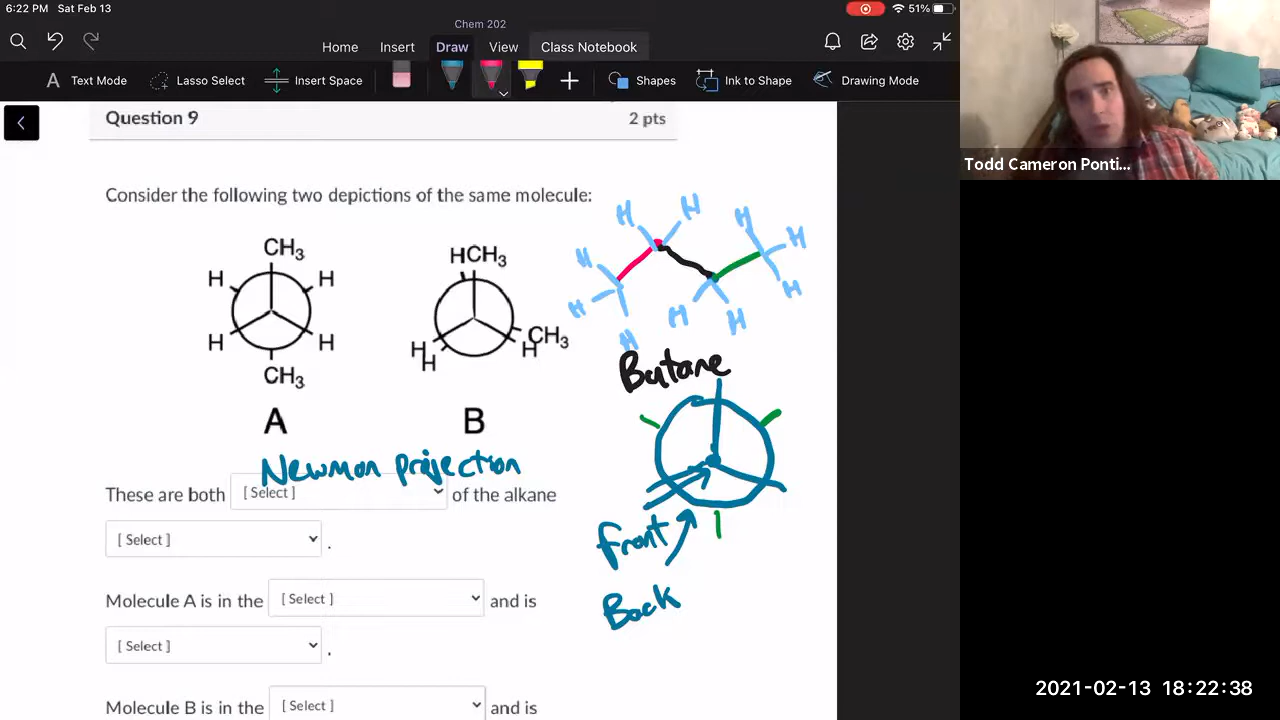 6:22 PM Sat Feb 13
51%
Chem 202
Home Insert Draw View Class Notebook
A Text Mode Lasso Select Insert Space Shapes Ink to Shape Drawing Mode
Question 9
2 pts
Todd Cameron Ponti...
Consider the following two depictions of the same molecule:
CH3
H H
H H
CH3
A
HCH3
CH3
H H
H
B
H H H H
H H
H H H
H
Butane
Newman projection
These are both [ Select ] of the alkane
[ Select ] .
front
Back
Molecule A is in the [ Select ] and is
[ Select ] .
Molecule B is in the [ Select ] and is
2021-02-13 18:22:38